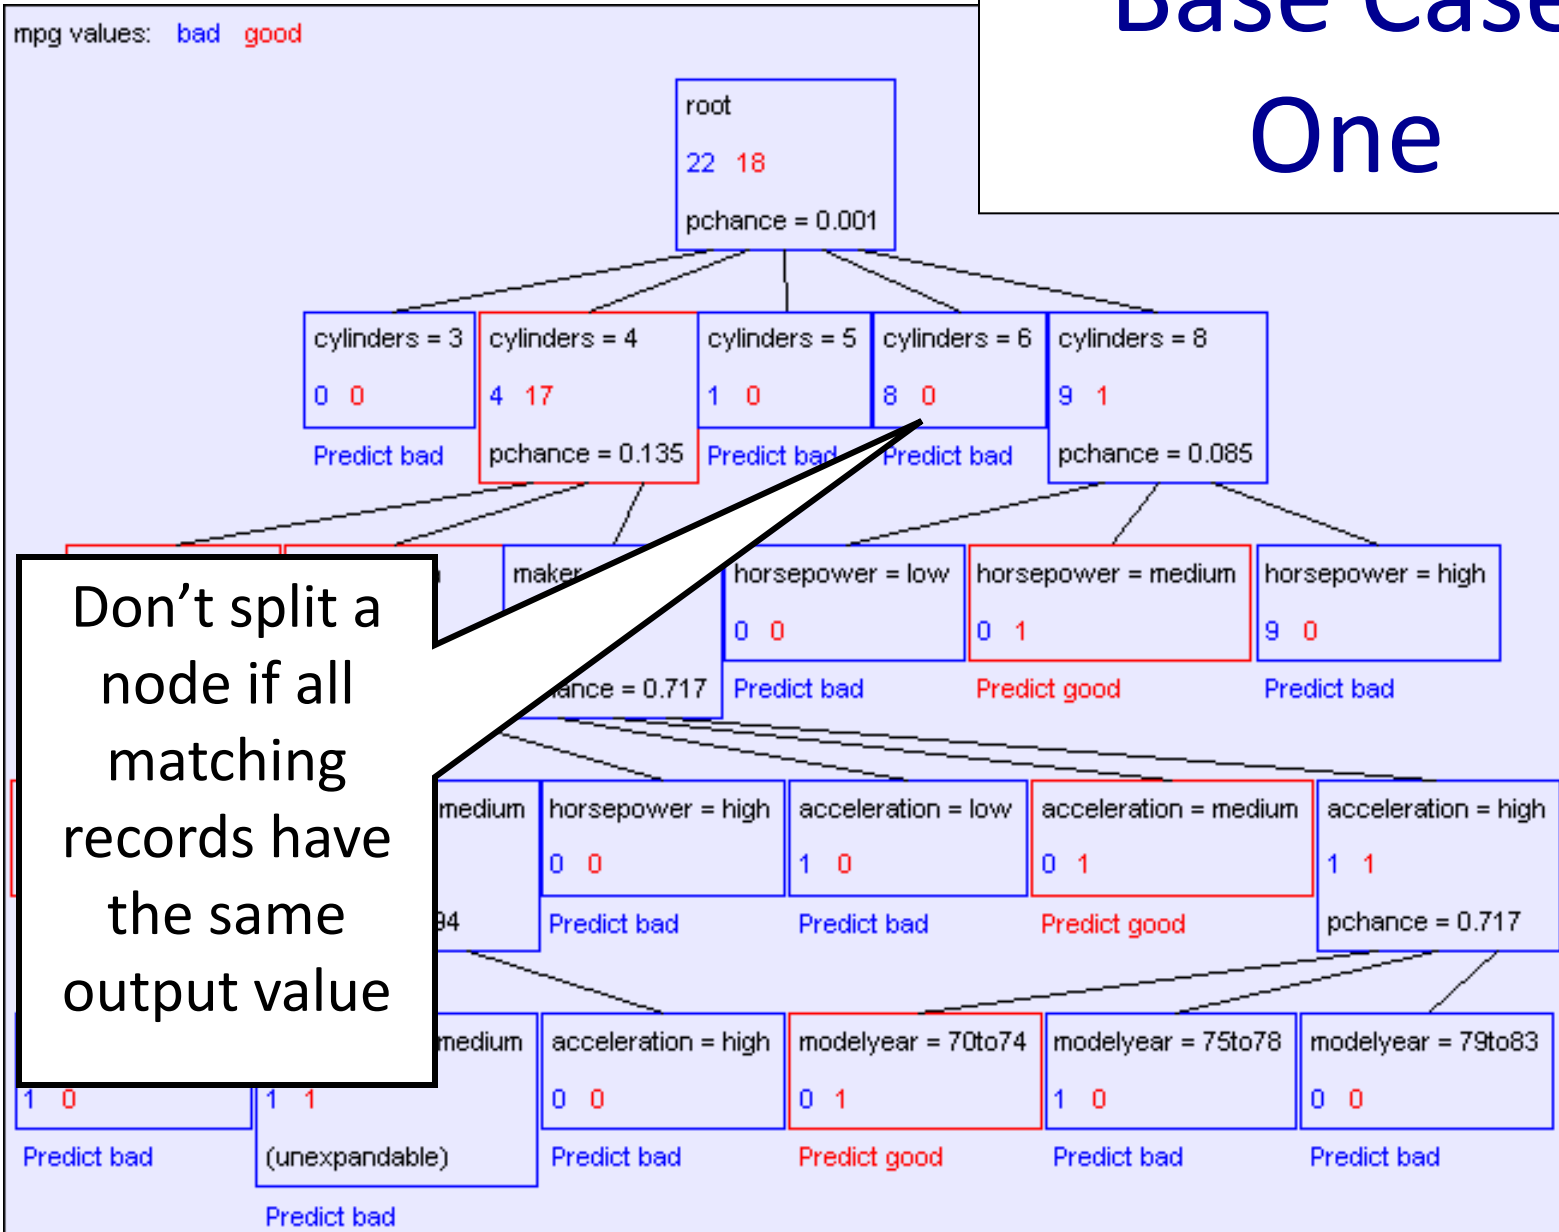 Base Case
One
mpg values: bad good
root
22 18
pchance = 0.001
cylinders = 3
0 0
Predict bad
cylinders = 4
4 17
pchance = 0.135
cylinders = 5
1 0
Predict bad
cylinders = 6
8 0
Predict bad
cylinders = 8
9 1
pchance = 0.085
maker
= 0.717
horsepower = low
0 0
Predict bad
horsepower = medium
0 1
Predict good
horsepower = high
9 0
Predict bad
Don’t split a
node if all
matching
records have
the same
output value
medium
94
horsepower = high
0 0
Predict bad
acceleration = low
1 0
Predict bad
acceleration = medium
0 1
Predict good
acceleration = high
1 1
pchance = 0.717
1 0
Predict bad
medium
1 1
(unexpandable)
Predict bad
acceleration = high
0 0
Predict bad
modelyear = 70to74
0 1
Predict good
modelyear = 75to78
1 0
Predict bad
modelyear = 79to83
0 0
Predict bad